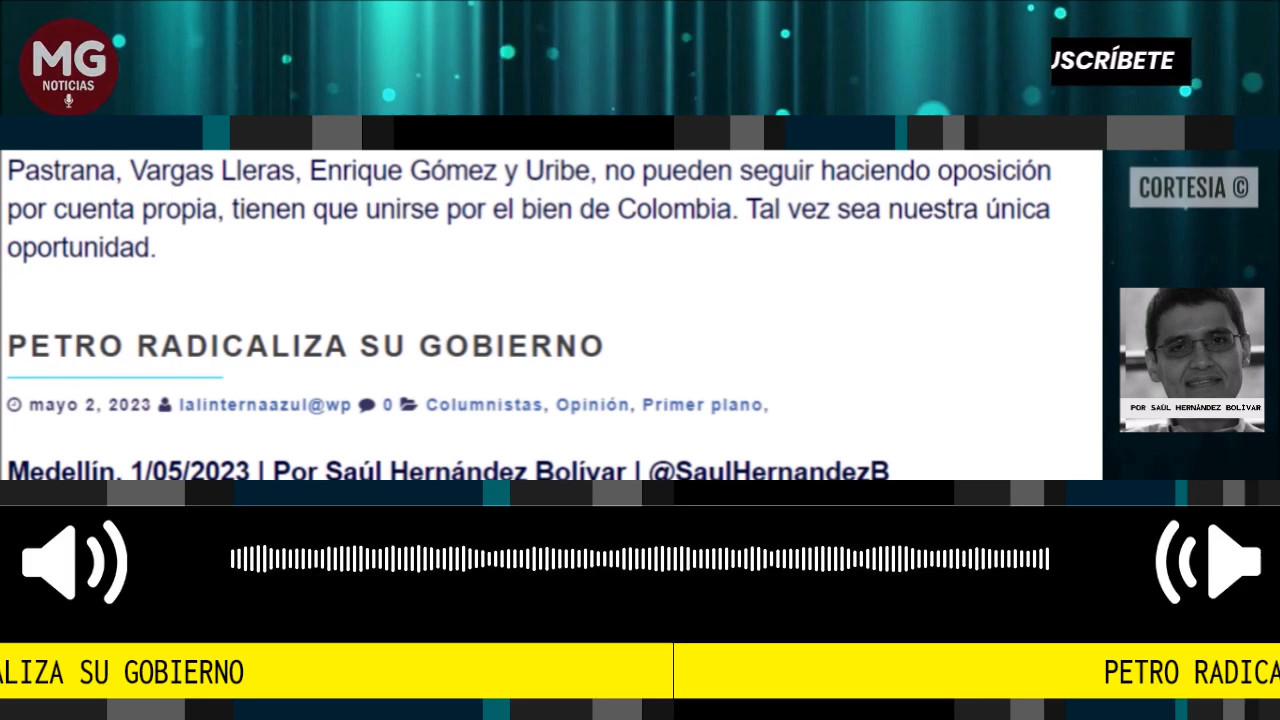 MG
NOTICIAS
USCRÍBETE
Pastrana, Vargas Lleras, Enrique Gómez y Uribe, no pueden seguir haciendo oposición
por cuenta propia, tienen que unirse por el bien de Colombia. Tal vez sea nuestra única
oportunidad.
CORTESIA ©
PETRO RADICALIZA SU GOBIERNO
mayo 2, 2023 lalinternaazul@wp 0 Columnistas, Opinión, Primer plano,
POR SAÚL HERNÁNDEZ BOLÍVAR
Medellín, 1/05/2023 | Por Saúl Hernández Bolívar | @SaulHernandezB
ALIZA SU GOBIERNO
PETRO RADICA